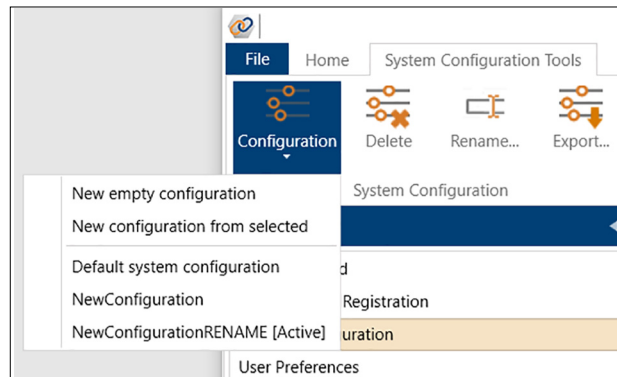 File Home System Configuration Tools
Configuration Delete Rename... Export...
System Configuration
New empty configuration
New configuration from selected
Default system configuration
NewConfiguration
Registration
NewConfigurationRENAME [Active]
User Preferences